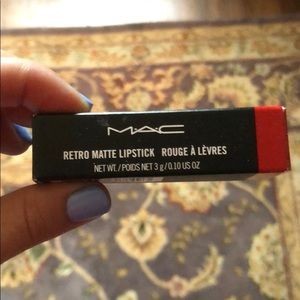 MAC
RETRO MATTE LIPSTICK ROUGE À LÈVRES
NET WT. / POIDS NET 3 g / 0.10 US OZ